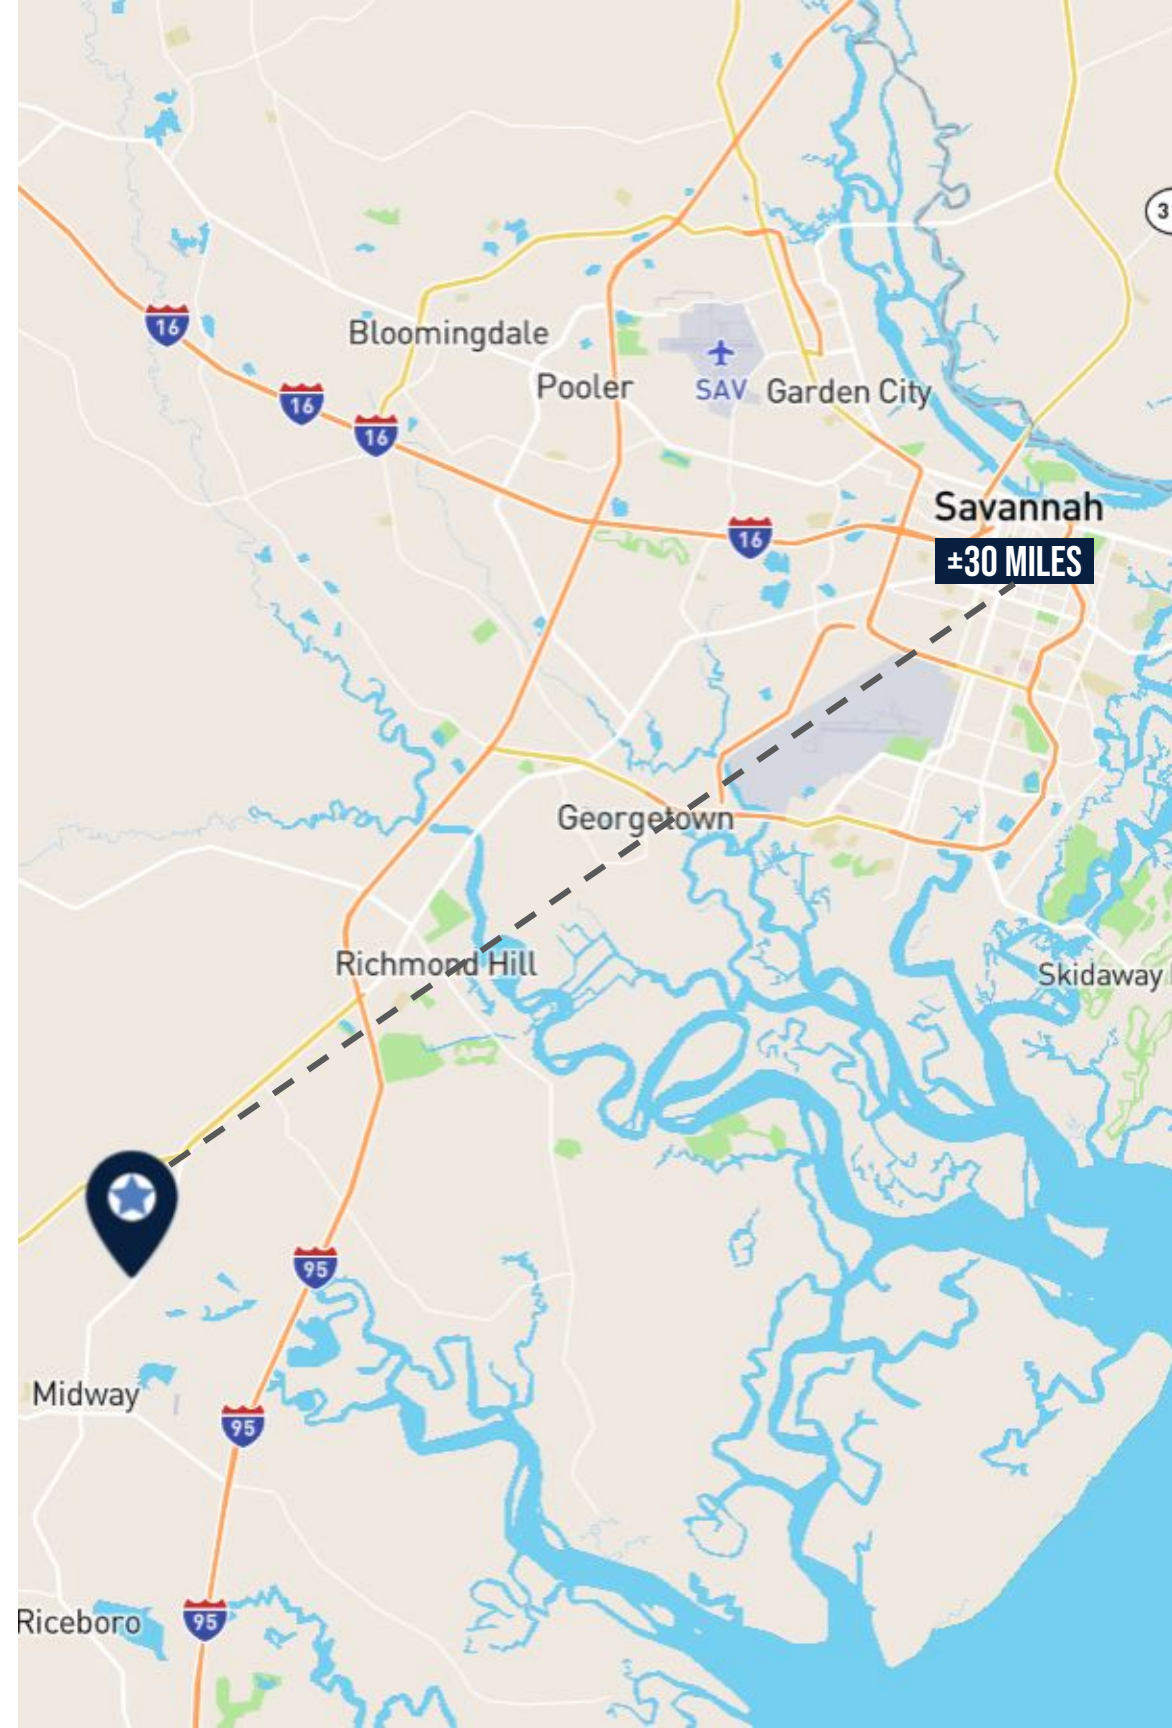 3
16
Bloomingdale
Pooler
SAV
Garden City
16
16
Savannah
±30 MILES
16
Georgetown
Richmond Hill
Skidaway
95
Midway
95
Riceboro
95